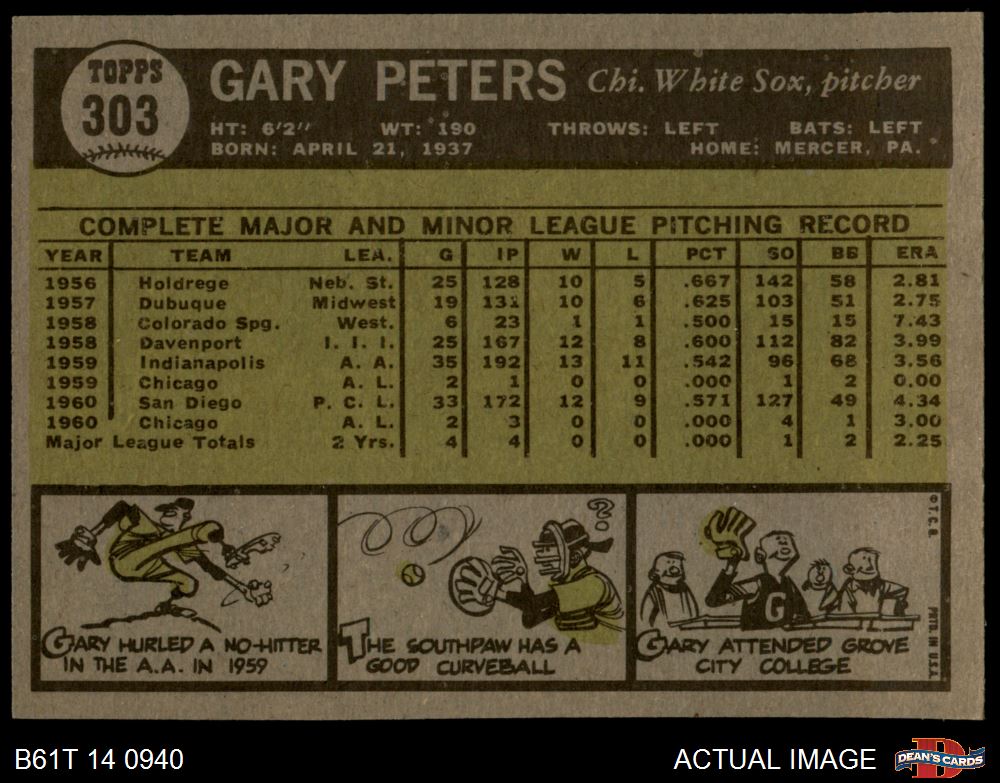 TOPPS
303
GARY PETERS Chi. White Sox, pitcher
HT: 6'2" WT: 190 THROWS: LEFT BATS: LEFT
BORN: APRIL 21, 1937 HOME: MERCER, PA.
COMPLETE MAJOR AND MINOR LEAGUE PITCHING RECORD
YEAR TEAM LEA. G IP W L PCT SO BB ERA
1956 Holdrege Neb. St. 25 128 10 5 .667 142 58 2.81
1957 Dubuque Midwest 19 131 10 6 .625 103 51 2.75
1958 Colorado Spg. West. 6 23 1 1 .500 15 15 7.43
1958 Davenport I. I. I. 25 167 12 8 .600 112 82 3.99
1959 Indianapolis A. A. 35 192 13 11 .542 96 68 3.56
1959 Chicago A. L. 2 1 0 0 .000 1 2 0.00
1960 San Diego P. C. L. 33 172 12 9 .571 127 49 4.34
1960 Chicago A. L. 2 3 0 0 .000 4 1 3.00
Major League Totals 2 Yrs. 4 4 0 0 .000 1 2 2.25
?
G
GARY HURLED A NO-HITTER
IN THE A.A. IN 1959
THE SOUTHPAW HAS A
GOOD CURVEBALL
GARY ATTENDED GROVE
CITY COLLEGE
© T. C. G.
PRTD. IN U.S.A.
B61T 14 0940 ACTUAL IMAGE
D
DEAN'S CARDS